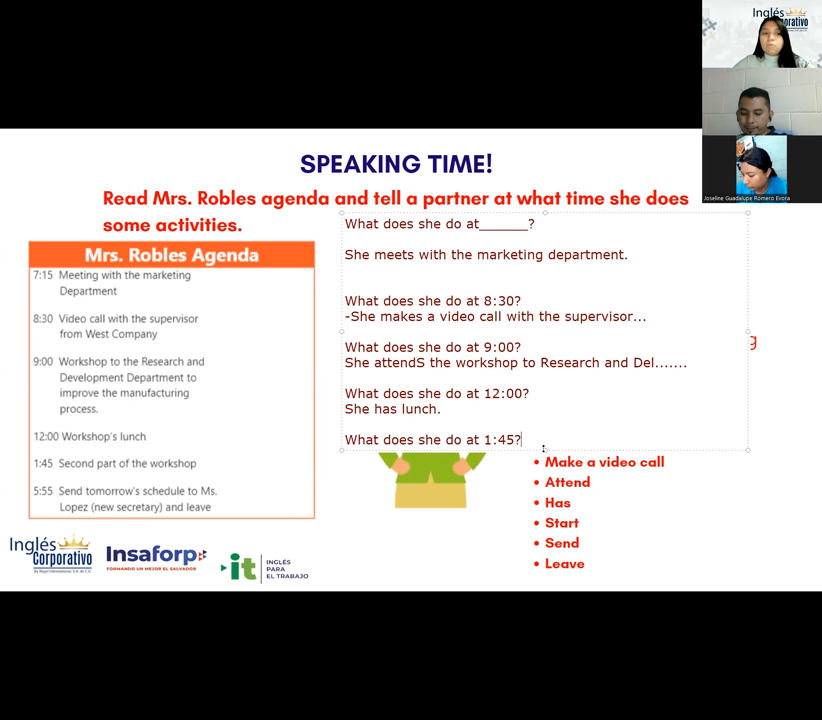 Inglés
Corporativo
Joseline Guadalupe Romero Evora
SPEAKING TIME!
Read Mrs. Robles agenda and tell a partner at what time she does
some activities.
Mrs. Robles Agenda
7:15 Meeting with the marketing
Department
8:30 Video call with the supervisor
from West Company
9:00 Workshop to the Research and
Development Department to
improve the manufacturing
process.
12:00 Workshop's lunch
1:45 Second part of the workshop
5:55 Send tomorrow's schedule to Ms.
Lopez (new secretary) and leave
What does she do at______?
She meets with the marketing department.
What does she do at 8:30?
-She makes a video call with the supervisor...
What does she do at 9:00?
She attendS the workshop to Research and Del.......
What does she do at 12:00?
She has lunch.
What does she do at 1:45?
g
• Make a video call
• Attend
• Has
• Start
• Send
• Leave
Inglés
Corporativo
By Regal International, S.A. de C.V.
Insaforp
FORMANDO UN MEJOR EL SALVADOR
it
INGLÉS
PARA
EL TRABAJO